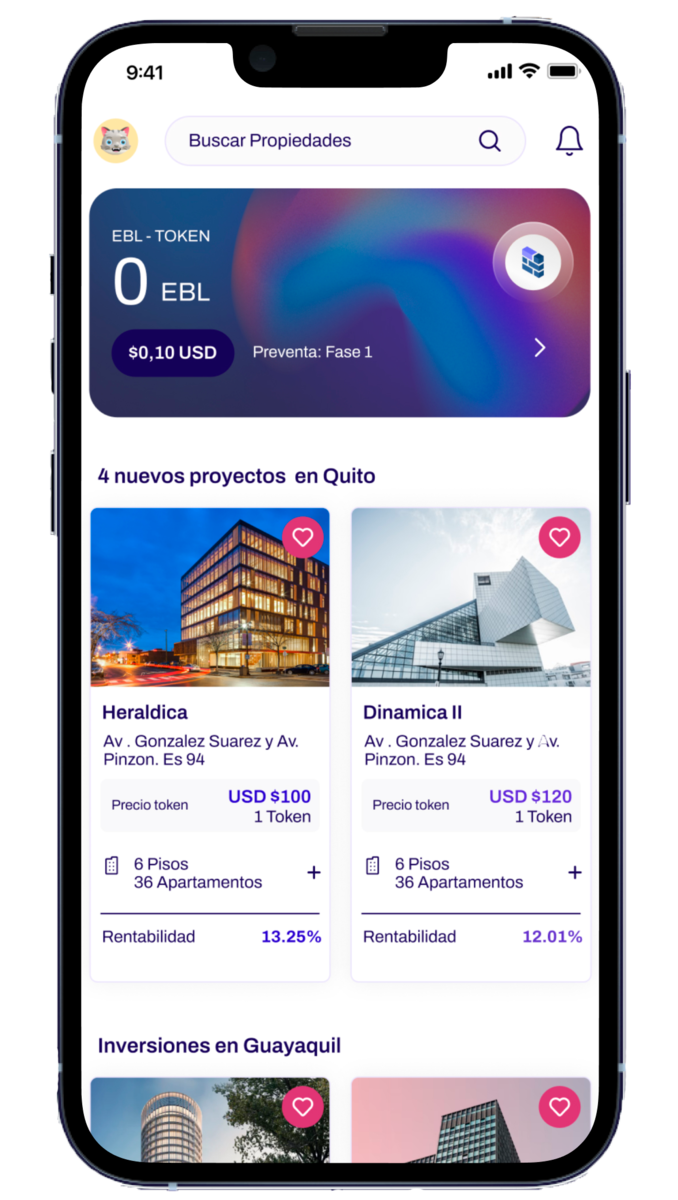 9:41
Buscar Propiedades
EBL - TOKEN
0 EBL
$0,10 USD
Preventa: Fase 1
4 nuevos proyectos en Quito
Heraldica
Av . Gonzalez Suarez y Av.
Pinzon. Es 94
Precio token
USD $100
1 Token
6 Pisos
36 Apartamentos
+
Rentabilidad
13.25%
Dinamica II
Av . Gonzalez Suarez y Av.
Pinzon. Es 94
Precio token
USD $120
1 Token
6 Pisos
36 Apartamentos
+
Rentabilidad
12.01%
Inversiones en Guayaquil